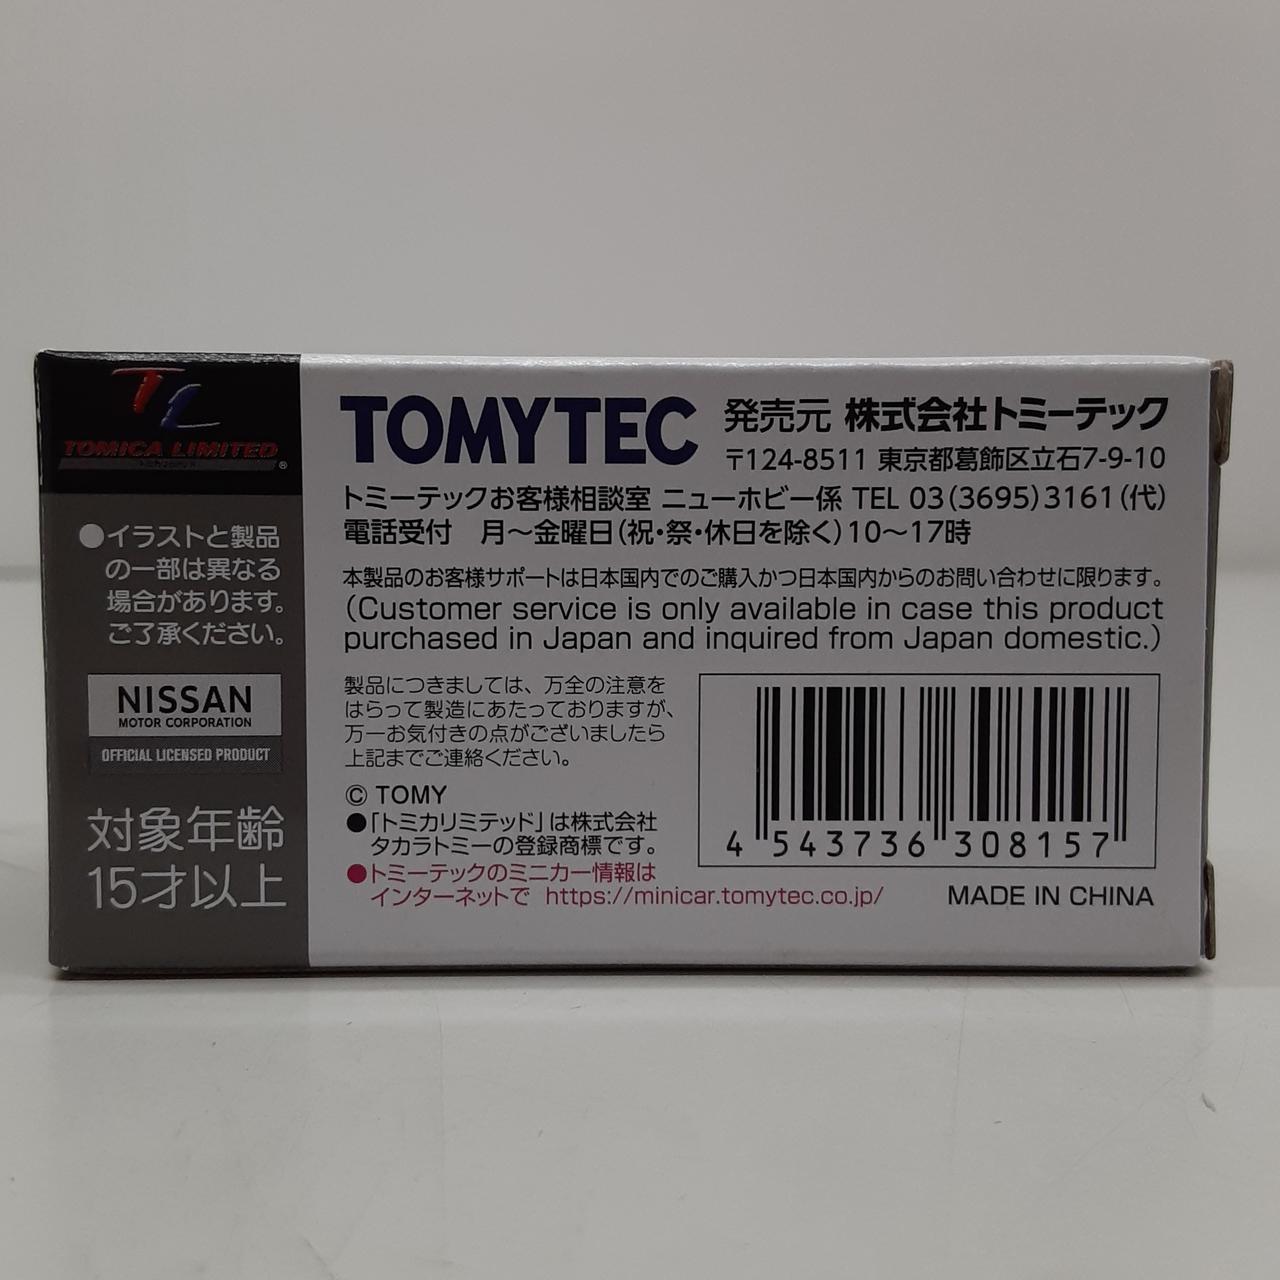 TL
TOMICA LIMITED
®
●イラストと製品
の一部は異なる
場合があります。
ご了承ください。
NISSAN
MOTOR CORPORATION
OFFICIAL LICENSED PRODUCT
対象年齢
15才以上
TOMYTEC
発売元 株式会社トミーテック
〒124-8511 東京都葛飾区立石7-9-10
トミーテックお客様相談室 ニューホビー係 TEL 03(3695)3161(代)
電話受付 月～金曜日(祝・祭・休日を除く)10～17時
本製品のお客様サポートは日本国内でのご購入かつ日本国内からのお問い合わせに限ります。
(Customer service is only available in case this product
purchased in Japan and inquired from Japan domestic.)
製品につきましては、万全の注意を
はらって製造にあたっておりますが、
万一お気付きの点がございましたら
上記までご連絡ください。
© TOMY
●「トミカリミテッド」は株式会社
タカラトミーの登録商標です。
●トミーテックのミニカー情報は
インターネットで https://minicar.tomytec.co.jp/
4 543736 308157
MADE IN CHINA